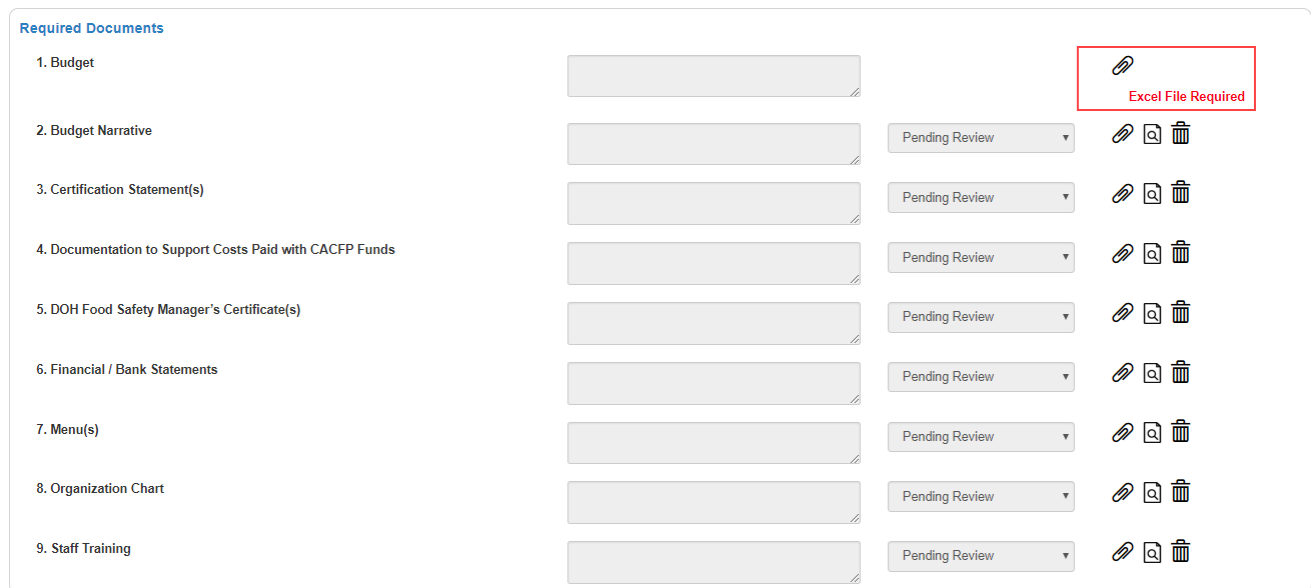 Required Documents
1. Budget
Excel File Required
2. Budget Narrative
Pending Review
3. Certification Statement(s)
Pending Review
4. Documentation to Support Costs Paid with CACFP Funds
Pending Review
5. DOH Food Safety Manager’s Certificate(s)
Pending Review
6. Financial / Bank Statements
Pending Review
7. Menu(s)
Pending Review
8. Organization Chart
Pending Review
9. Staff Training
Pending Review